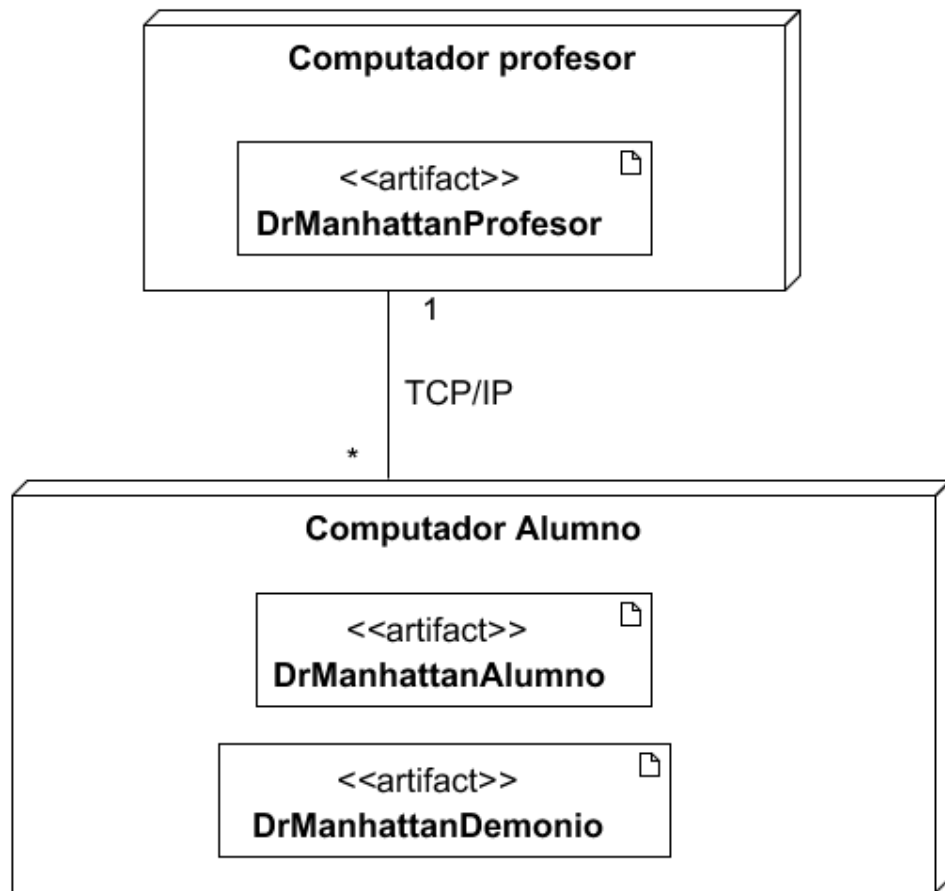 Computador profesor
<<artifact>>
DrManhattanProfesor
1
TCP/IP
*
Computador Alumno
<<artifact>>
DrManhattanAlumno
<<artifact>>
DrManhattanDemonio